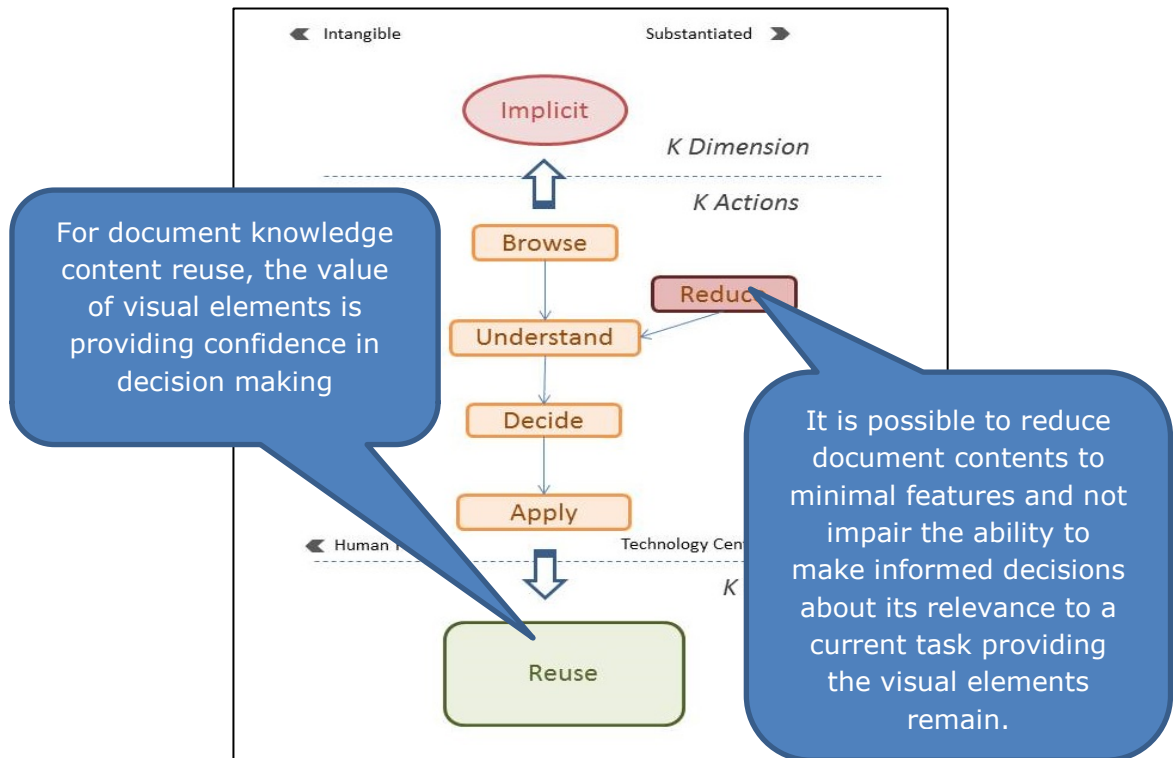 Intangible
Substantiated
Implicit
K Dimension
K Actions
For document knowledge
content reuse, the value
of visual elements is
providing confidence in
decision making
Browse
Reduce
Understand
Decide
Apply
Human
Technology
K
Reuse
It is possible to reduce
document contents to
minimal features and not
impair the ability to
make informed decisions
about its relevance to a
current task providing
the visual elements
remain.